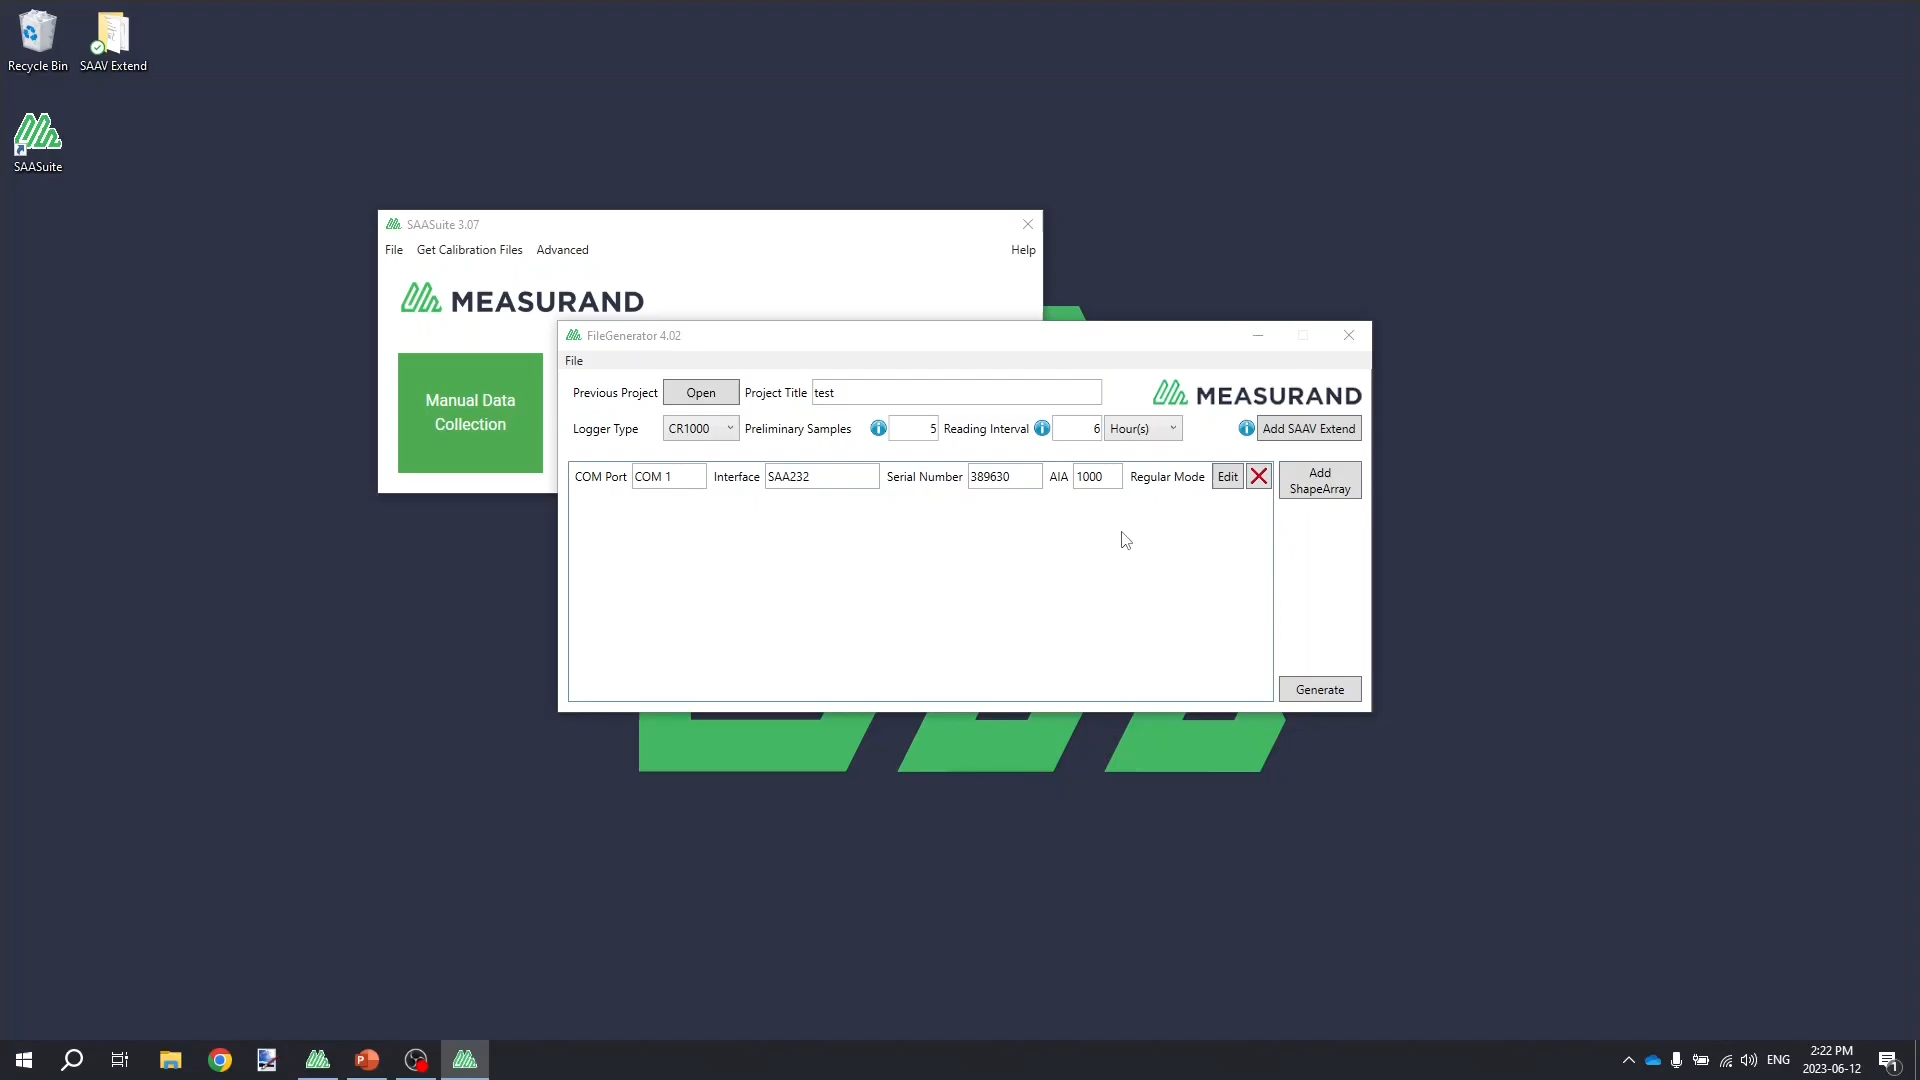 Recycle Bin
SAAV Extend
SAASuite
SAASuite 3.07
File Get Calibration Files Advanced Help
MEASURAND
Manual Data
Collection
FileGenerator 4.02
File
Previous Project Open Project Title test
MEASURAND
Logger Type CR1000 Preliminary Samples 5 Reading Interval 6 Hour(s) Add SAAV Extend
COM Port COM 1 Interface SAA232 Serial Number 389630 AIA 1000 Regular Mode Edit
Add
ShapeArray
Generate
ENG
2:22 PM
2023-06-12
1